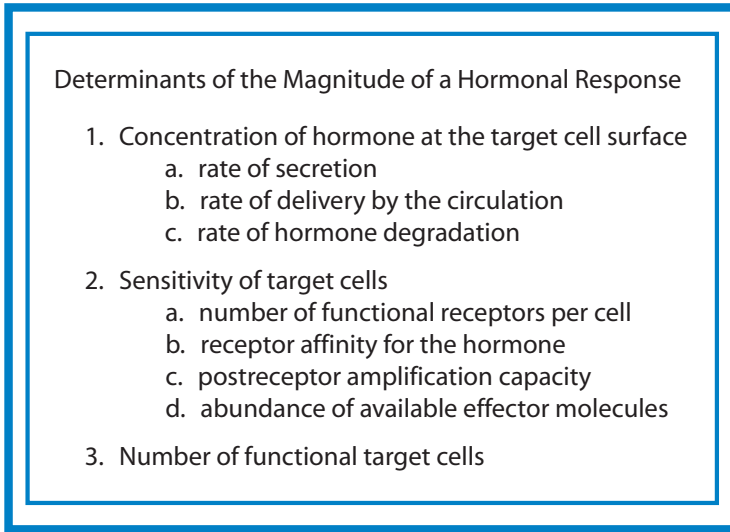 Determinants of the Magnitude of a Hormonal Response
1. Concentration of hormone at the target cell surface
a. rate of secretion
b. rate of delivery by the circulation
c. rate of hormone degradation
2. Sensitivity of target cells
a. number of functional receptors per cell
b. receptor affinity for the hormone
c. postreceptor amplification capacity
d. abundance of available effector molecules
3. Number of functional target cells